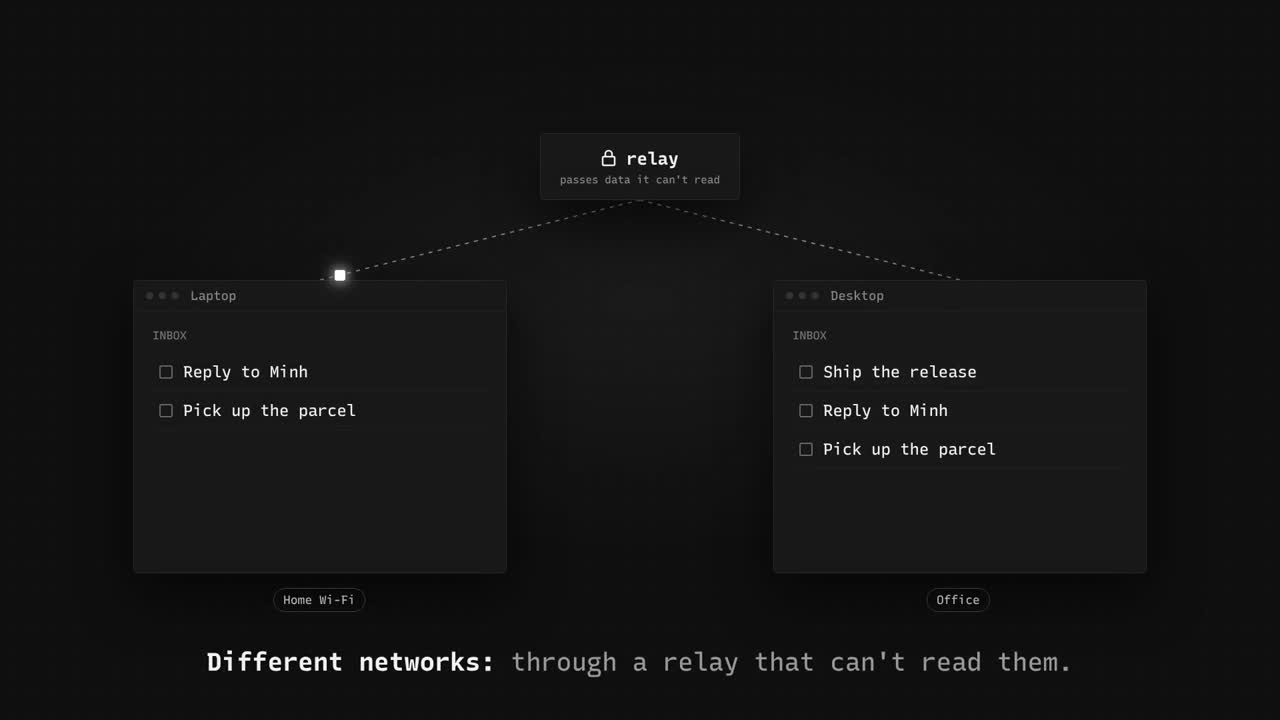 relay
passes data it can't read
Laptop
INBOX
Reply to Minh
Pick up the parcel
Home Wi-Fi
Desktop
INBOX
Ship the release
Reply to Minh
Pick up the parcel
Office
Different networks: through a relay that can't read them.